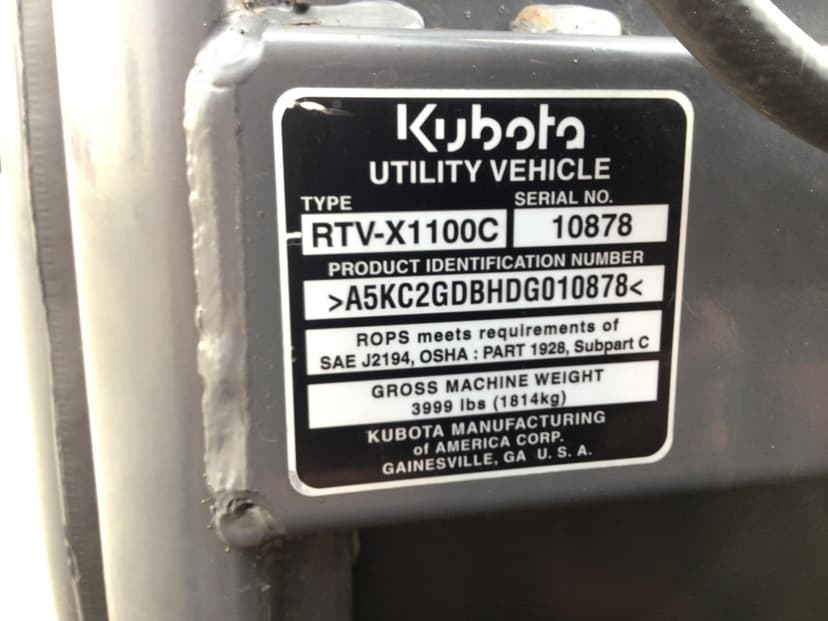 Kubota
UTILITY VEHICLE
TYPE SERIAL NO.
RTV-X1100C 10878
PRODUCT IDENTIFICATION NUMBER
>A5KC2GDBHDG010878<
ROPS meets requirements of
SAE J2194, OSHA : PART 1928, Subpart C
GROSS MACHINE WEIGHT
3999 lbs (1814kg)
KUBOTA MANUFACTURING
of AMERICA CORP.
GAINESVILLE, GA U. S. A.